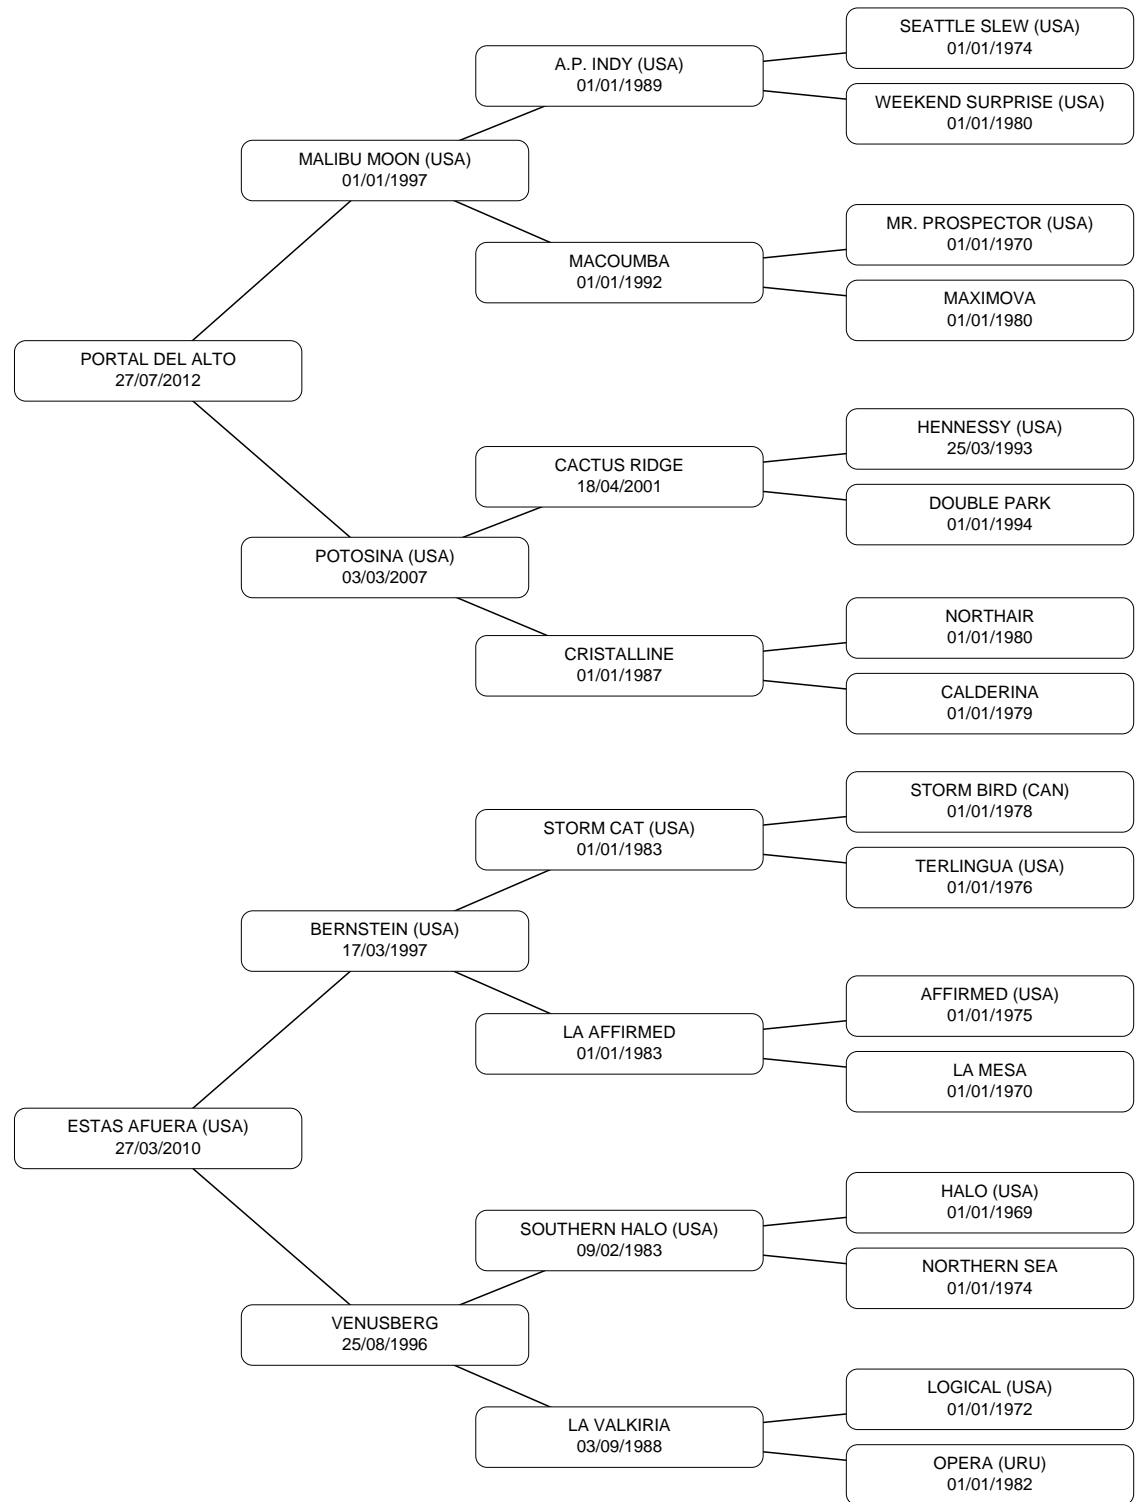 SEATTLE SLEW (USA)
01/01/1974
A.P. INDY (USA)
01/01/1989
WEEKEND SURPRISE (USA)
01/01/1980
MALIBU MOON (USA)
01/01/1997
MR. PROSPECTOR (USA)
01/01/1970
MACOUMBA
01/01/1992
MAXIMOVA
01/01/1980
PORTAL DEL ALTO
27/07/2012
HENNESSY (USA)
25/03/1993
CACTUS RIDGE
18/04/2001
DOUBLE PARK
01/01/1994
POTOSINA (USA)
03/03/2007
NORTHAIR
01/01/1980
CRISTALLINE
01/01/1987
CALDERINA
01/01/1979
STORM BIRD (CAN)
01/01/1978
STORM CAT (USA)
01/01/1983
TERLINGUA (USA)
01/01/1976
BERNSTEIN (USA)
17/03/1997
AFFIRMED (USA)
01/01/1975
LA AFFIRMED
01/01/1983
LA MESA
01/01/1970
ESTAS AFUERA (USA)
27/03/2010
HALO (USA)
01/01/1969
SOUTHERN HALO (USA)
09/02/1983
NORTHERN SEA
01/01/1974
VENUSBERG
25/08/1996
LOGICAL (USA)
01/01/1972
LA VALKIRIA
03/09/1988
OPERA (URU)
01/01/1982